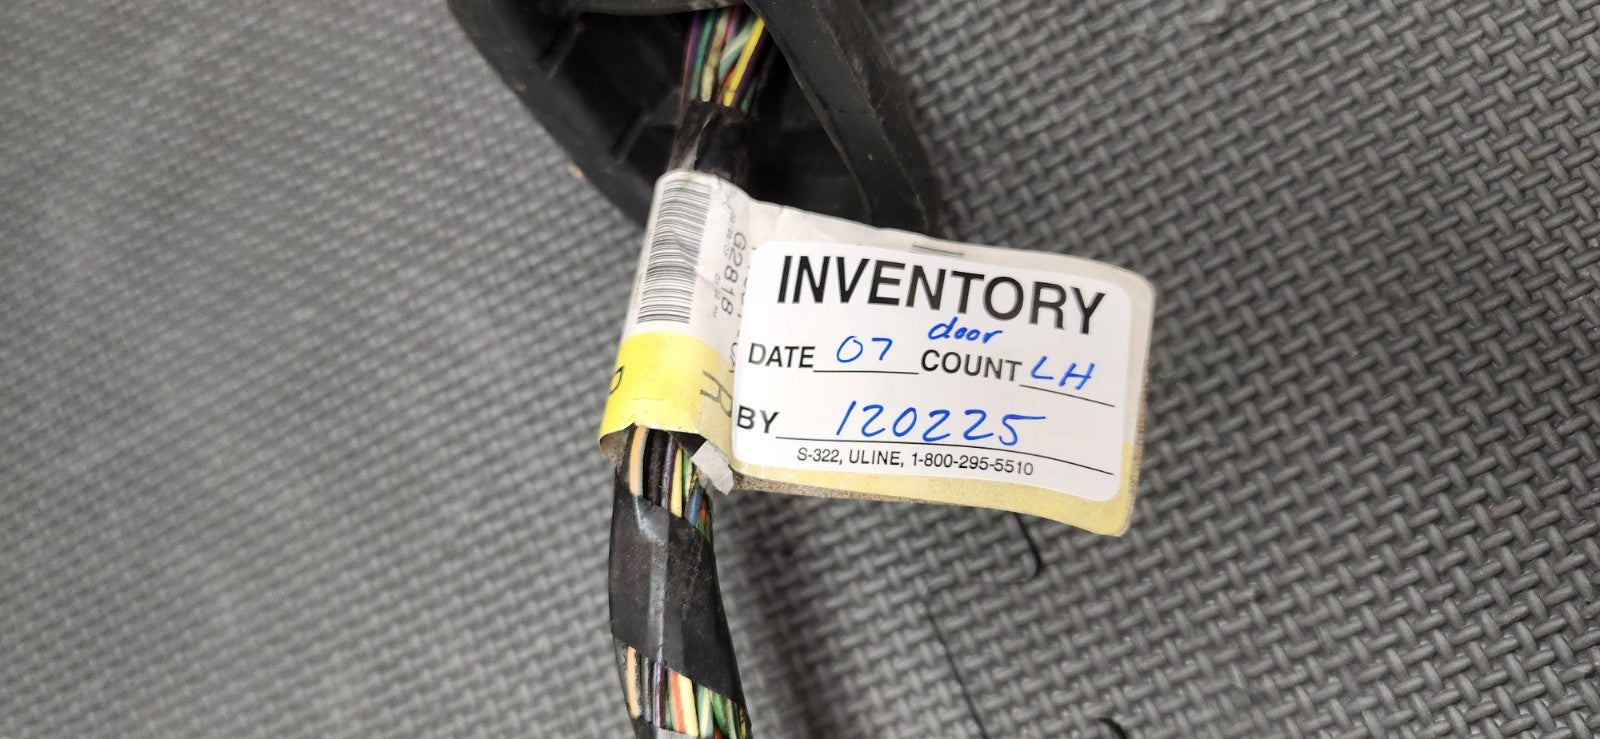 G2818
INVENTORY
door
DATE 07 COUNT LH
BY 120225
S-322, ULINE, 1-800-295-5510
R